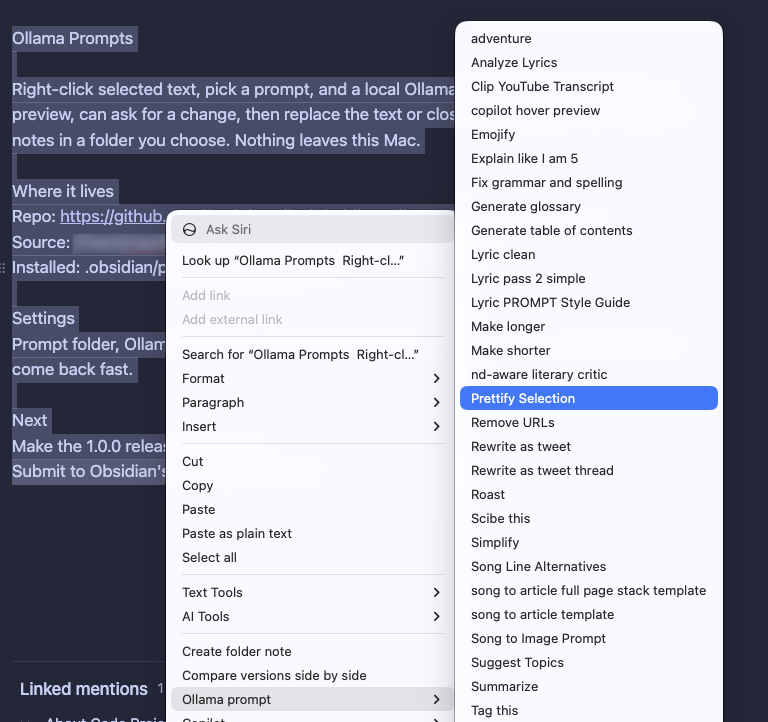 Ollama Prompts
Right-click selected text, pick a prompt, and a local Ollama
preview, can ask for a change, then replace the text or clos
notes in a folder you choose. Nothing leaves this Mac.
Where it lives
Repo: https://github.
Source:
Installed: .obsidian/p
Settings
Prompt folder, Ollam
come back fast.
Next
Make the 1.0.0 relea
Submit to Obsidian's
Linked mentions 1
Ask Siri
Look up “Ollama Prompts  Right-cl...”
Add link
Add external link
Search for “Ollama Prompts  Right-cl...”
Format
Paragraph
Insert
Cut
Copy
Paste
Paste as plain text
Select all
Text Tools
AI Tools
Create folder note
Compare versions side by side
Ollama prompt
adventure
Analyze Lyrics
Clip YouTube Transcript
copilot hover preview
Emojify
Explain like I am 5
Fix grammar and spelling
Generate glossary
Generate table of contents
Lyric clean
Lyric pass 2 simple
Lyric PROMPT Style Guide
Make longer
Make shorter
nd-aware literary critic
Prettify Selection
Remove URLs
Rewrite as tweet
Rewrite as tweet thread
Roast
Scibe this
Simplify
Song Line Alternatives
song to article full page stack template
song to article template
Song to Image Prompt
Suggest Topics
Summarize
Tag this